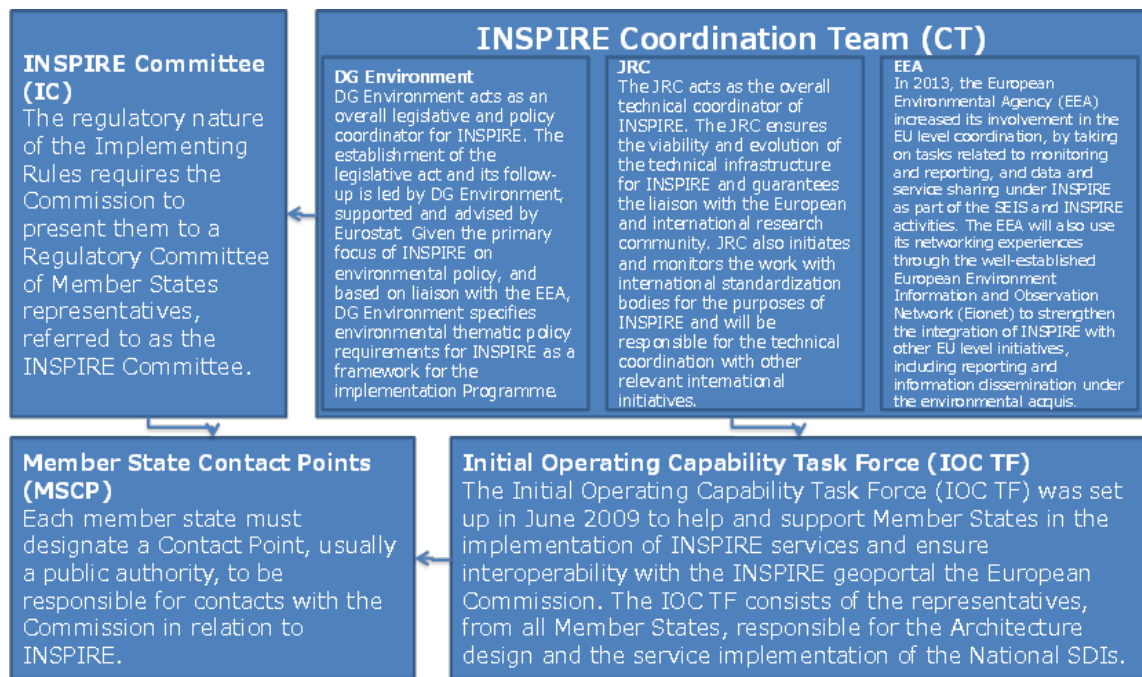 INSPIRE Committee
(IC)
The regulatory nature
of the Implementing
Rules requires the
Commission to
present them to a
Regulatory Committee
of Member States
representatives,
referred to as the
INSPIRE Committee.
INSPIRE Coordination Team (CT)
DG Environment
DG Environment acts as an
overall legislative and policy
coordinator for INSPIRE. The
establishment of the
legislative act and its follow-
up is led by DG Environment,
supported and advised by
Eurostat. Given the primary
focus of INSPIRE on
environmental policy, and
based on liaison with the EEA,
DG Environment specifies
environmental thematic policy
requirements for INSPIRE as a
framework for the
implementation Programme.
JRC
The JRC acts as the overall
technical coordinator of
INSPIRE. The JRC ensures
the viability and evolution of
the technical infrastructure
for INSPIRE and guarantees
the liaison with the European
and international research
community. JRC also initiates
and monitors the work with
international standardization
bodies for the purposes of
INSPIRE and will be
responsible for the technical
coordination with other
relevant international
initiatives.
EEA
In 2013, the European
Environmental Agency (EEA)
increased its involvement in the
EU level coordination, by taking
on tasks related to monitoring
and reporting, and data and
service sharing under INSPIRE
as part of the SEIS and INSPIRE
activities. The EEA will also use
its networking experiences
through the well-established
European Environment
Information and Observation
Network (Eionet) to strengthen
the integration of INSPIRE with
other EU level initiatives,
including reporting and
information dissemination under
the environmental acquis.
Member State Contact Points
(MSCP)
Each member state must
designate a Contact Point, usually
a public authority, to be
responsible for contacts with the
Commission in relation to
INSPIRE.
Initial Operating Capability Task Force (IOC TF)
The Initial Operating Capability Task Force (IOC TF) was set
up in June 2009 to help and support Member States in the
implementation of INSPIRE services and ensure
interoperability with the INSPIRE geoportal the European
Commission. The IOC TF consists of the representatives,
from all Member States, responsible for the Architecture
design and the service implementation of the National SDIs.